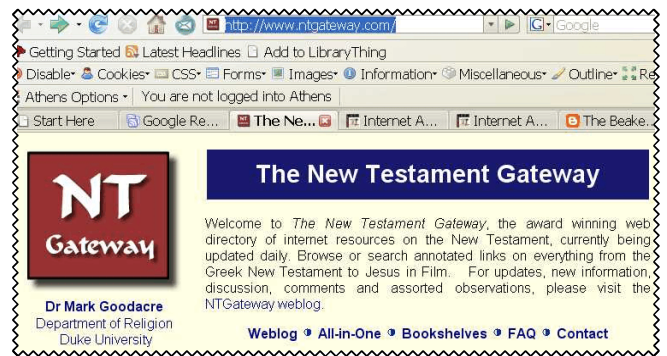 http://www.ntgateway.com/ G Google
Getting Started Latest Headlines Add to LibraryThing
Disable Cookies CSS Forms Images Information Miscellaneous Outline Re
Athens Options You are not logged into Athens
Start Here Google Re... The Ne... Internet A... Internet A... The Beake...
NT
Gateway
Dr Mark Goodacre
Department of Religion
Duke University
The New Testament Gateway
Welcome to The New Testament Gateway, the award winning web
directory of internet resources on the New Testament, currently being
updated daily. Browse or search annotated links on everything from the
Greek New Testament to Jesus in Film. For updates, new information,
discussion, comments and assorted observations, please visit the
NTGateway weblog.
Weblog All-in-One Bookshelves FAQ Contact